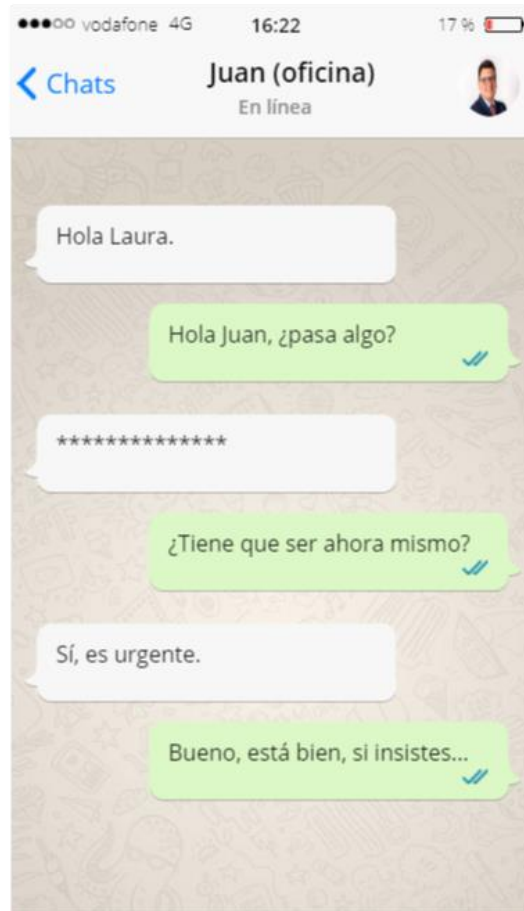 vodafone 4G 16:22 17 %
Chats Juan (oficina)
En línea
Hola Laura.
Hola Juan, ¿pasa algo?
**************
¿Tiene que ser ahora mismo?
Sí, es urgente.
Bueno, está bien, si insistes...